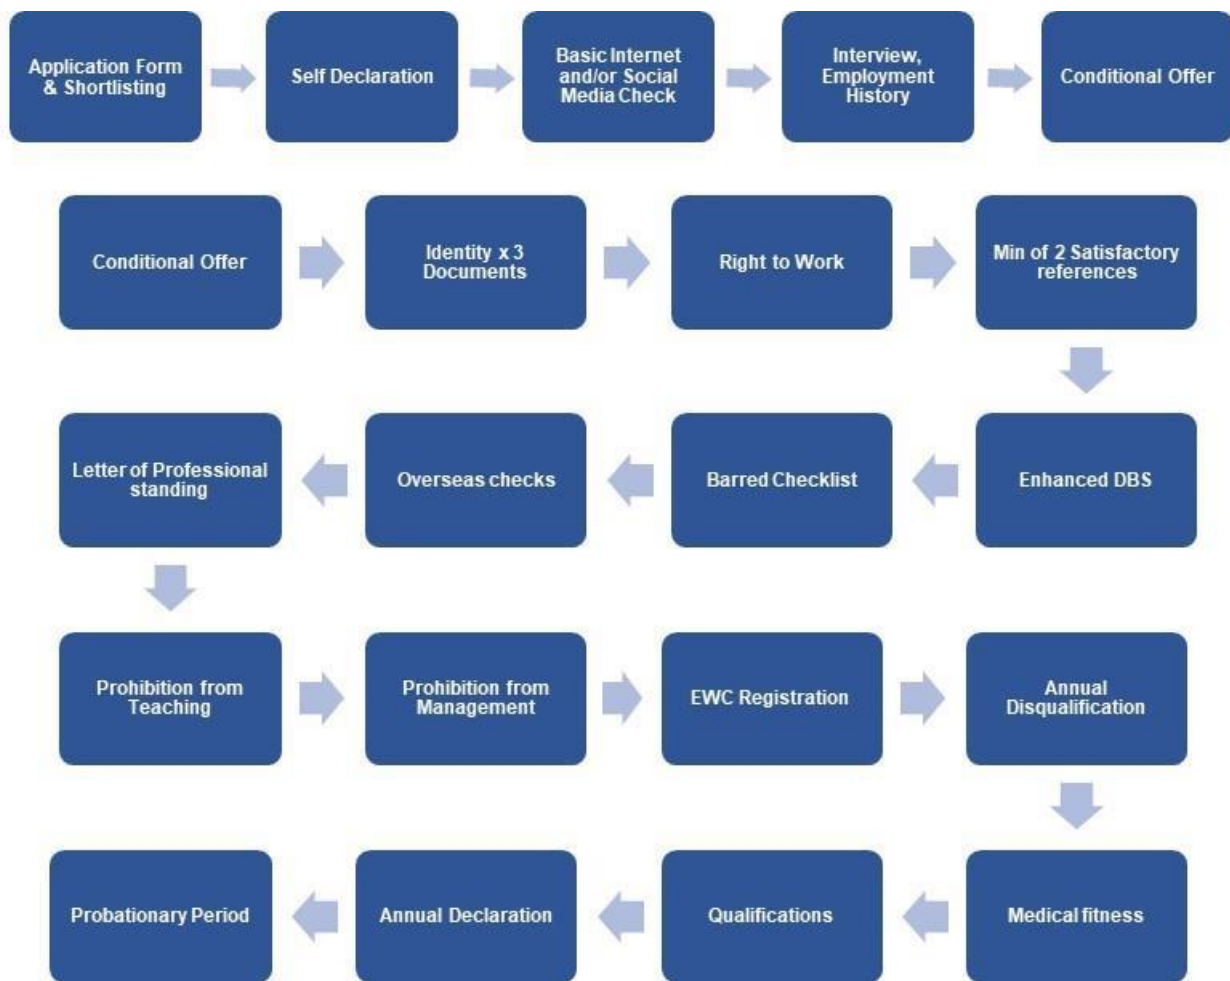 Application Form
& Shortlisting
Self Declaration
Basic Internet
and/or Social
Media Check
Interview,
Employment
History
Conditional Offer
Conditional Offer
Identity x 3
Documents
Right to Work
Min of 2 Satisfactory
references
Enhanced DBS
Barred Checklist
Overseas checks
Letter of Professional
standing
Prohibition from
Teaching
Prohibition from
Management
EWC Registration
Annual
Disqualification
Medical fitness
Qualifications
Annual Declaration
Probationary Period